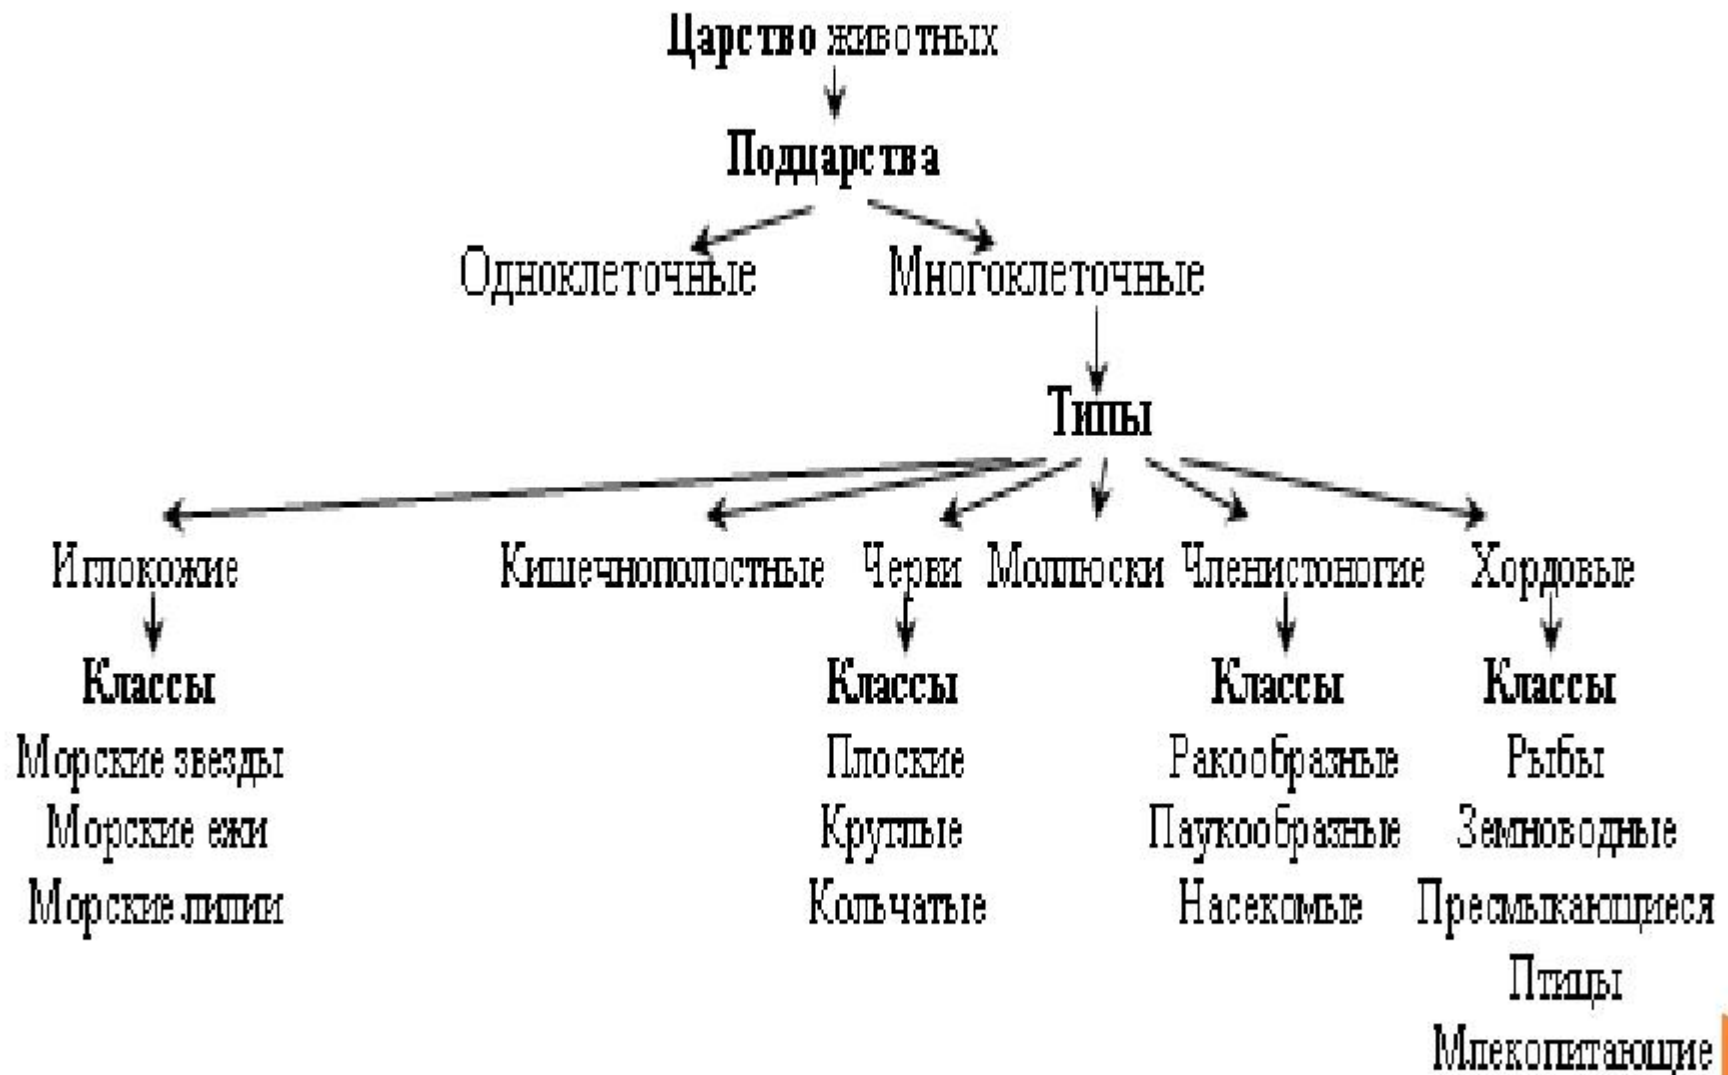 Царство животных
Подцарства
Одноклеточные Многоклеточные
Типы
Иглокожие Кишечнополостные Черви Моллюски Членистоногие Хордовые
Классы Классы Классы Классы
Морские звезды Плоские Ракообразные Рыбы
Морские ежи Круглые Паукообразные Земноводные
Морские лилии Кольчатые Насекомые Пресмыкающиеся
Птицы
Млекопитающие